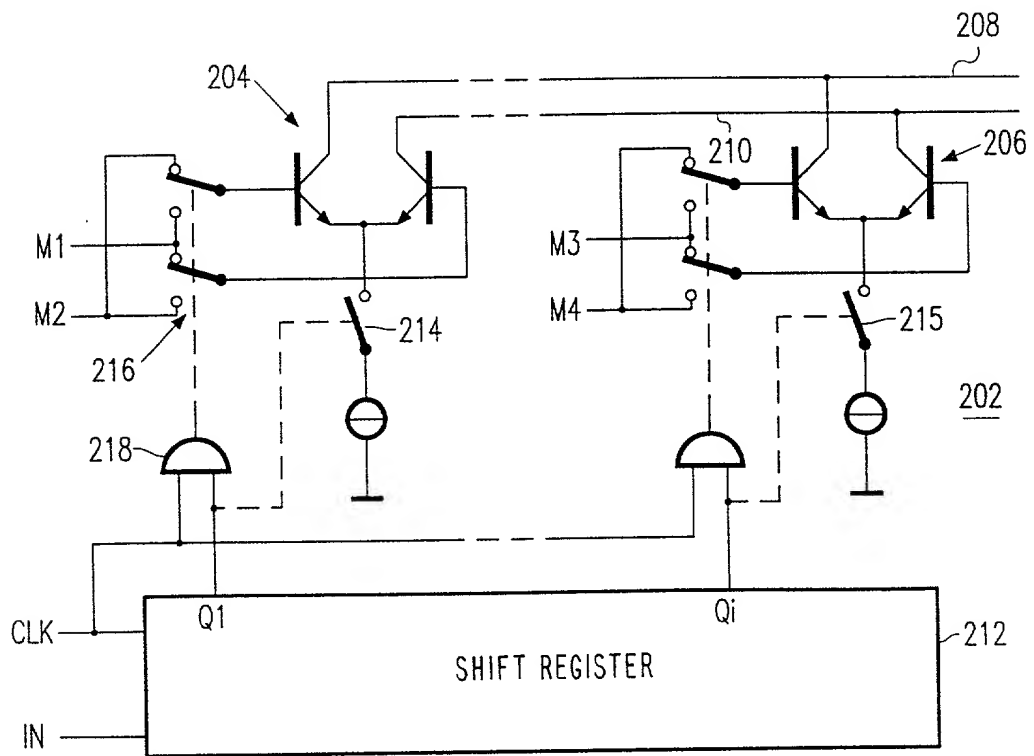 208
204
210
206
M1
M3
M2
M4
214
215
216
202
218
Q1
Qi
CLK
212
SHIFT REGISTER
IN